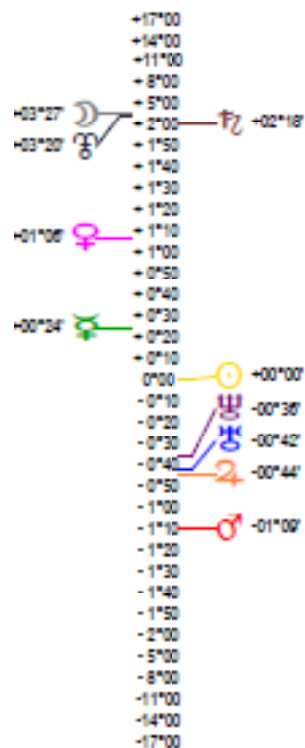 +17°00
+14°00
+11°00
+ 8°00
+03°27' + 5°00
+ 2°00 +02°18'
+03°20' + 1°50
+ 1°40
+ 1°30
+ 1°20
+01°06' + 1°10
+ 1°00
+ 0°50
+ 0°40
+ 0°30
+00°24' + 0°20
+ 0°10
0°00 +00°00'
- 0°10
- 0°20 -00°36'
- 0°30
- 0°40 -00°42'
- 0°50 -00°44'
- 1°00
- 1°10 -01°09'
- 1°20
- 1°30
- 1°40
- 1°50
- 2°00
- 5°00
- 8°00
-11°00
-14°00
-17°00